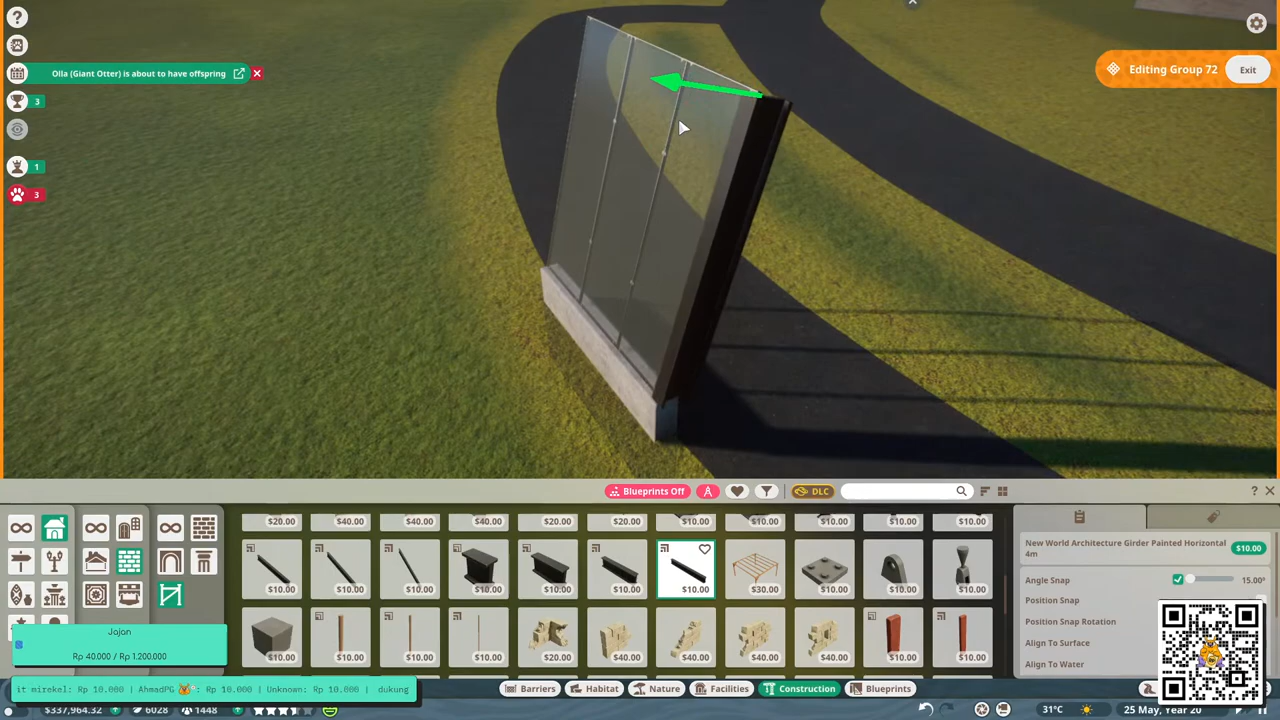 Olla (Giant Otter) is about to have offspring
Editing Group 72
Exit
3
1
3
Blueprints Off
DLC
$20.00
$40.00
$40.00
$40.00
$20.00
$20.00
$10.00
$10.00
$10.00
$10.00
$10.00
$10.00
$10.00
$10.00
$10.00
$10.00
$10.00
$30.00
$10.00
$10.00
$10.00
$10.00
$10.00
$10.00
$10.00
$20.00
$40.00
$40.00
$40.00
$40.00
$10.00
$10.00
New World Architecture Girder Painted Horizontal 4m
$10.00
Angle Snap
15.00°
Position Snap
Position Snap Rotation
Align To Surface
Align To Water
Jajan
Rp 40.000 / Rp 1.200.000
it mizekel: Rp 10.000 | AhmadPG : Rp 10.000 | Unknown: Rp 10.000 | dukung
Barriers
Habitat
Nature
Facilities
Construction
Blueprints
$337,964.32
6028
1448
31°C
25 May, Year 20